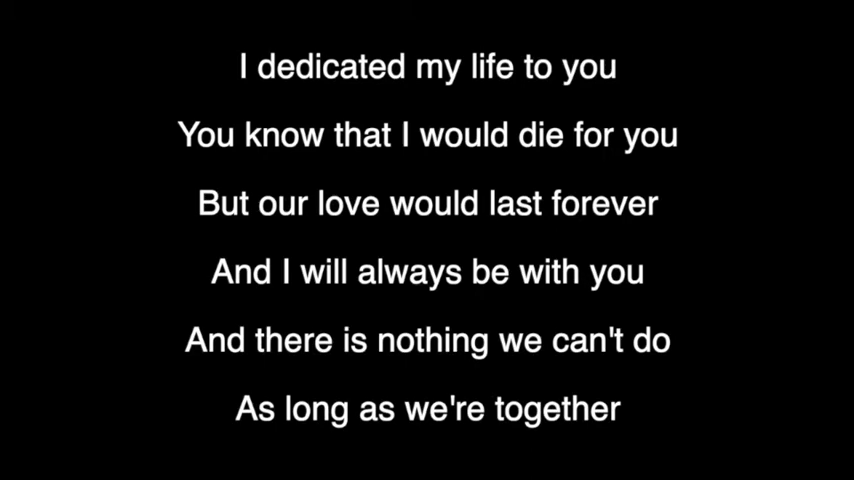 I dedicated my life to you
You know that I would die for you
But our love would last forever
And I will always be with you
And there is nothing we can't do
As long as we're together